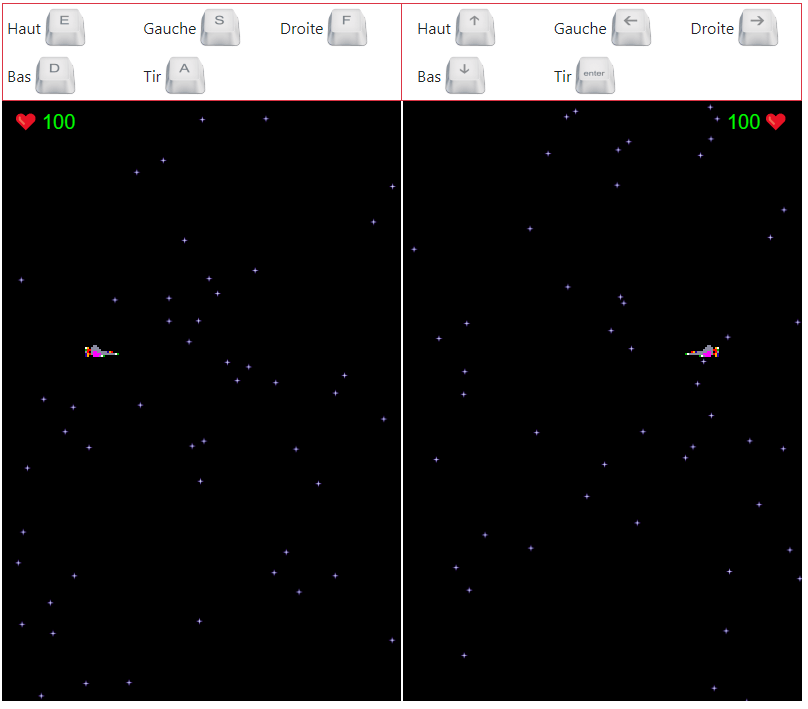 Haut E Gauche S Droite F
Bas D Tir A
Haut ↑ Gauche ← Droite →
Bas ↓ Tir enter
100
100